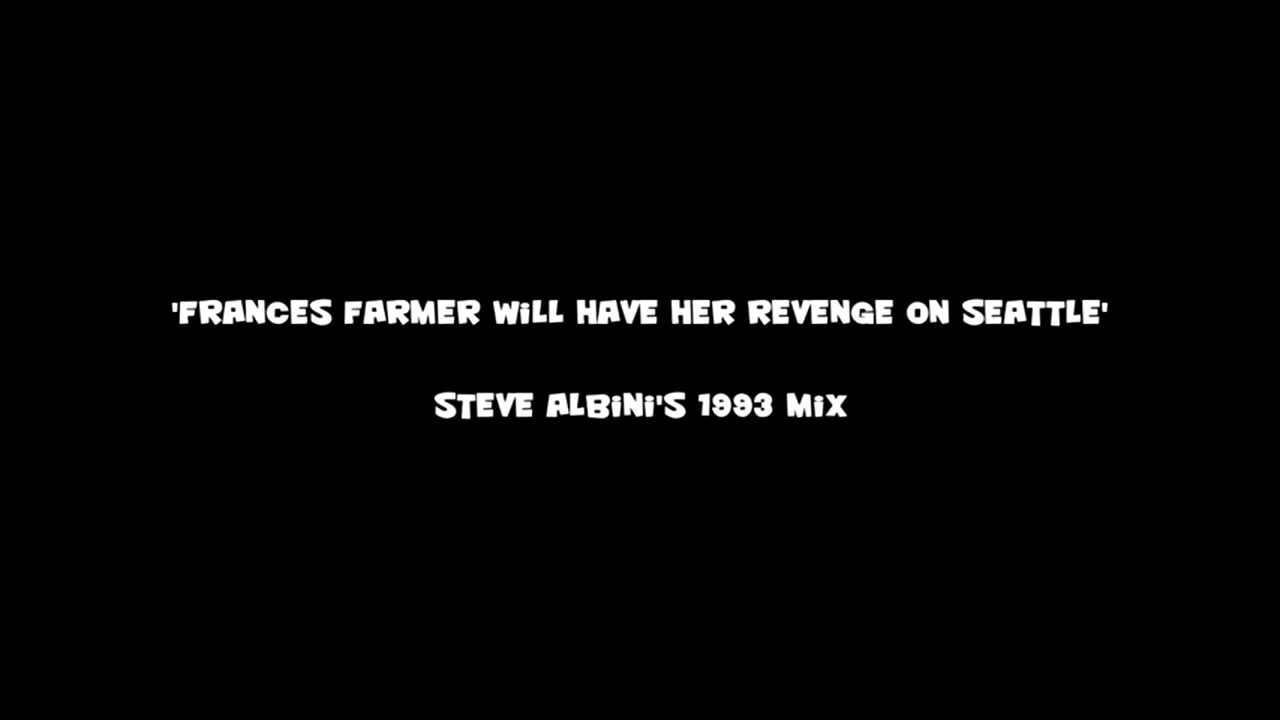 'FRANCES FARMER WiLL HAVE HER REVENGE ON SEATTLE'
STEVE ALBiNi'S 1993 MiX